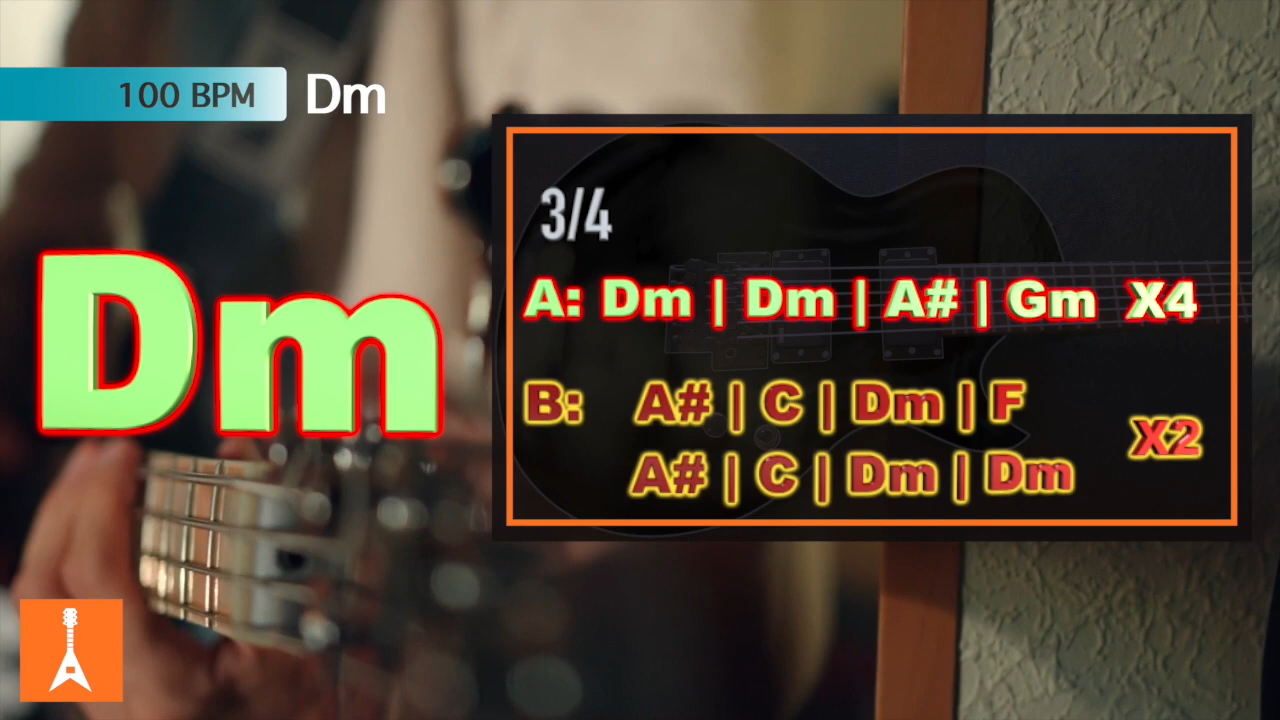 100 BPM Dm
Dm
3/4
A: Dm | Dm | A# | Gm X4
B: A# | C | Dm | F
A# | C | Dm | Dm
X2